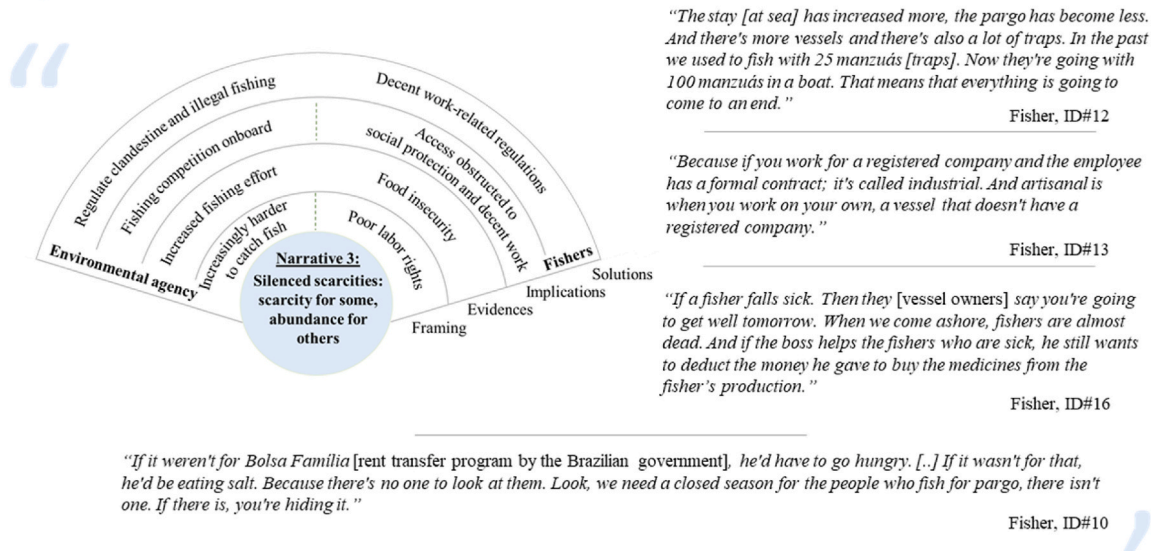 “
Regulate clandestine and illegal fishing
Decent work-related regulations
Fishing competition onboard
Access obstructed to
social protection and decent work
Increased fishing effort
Food insecurity
Increasingly harder
to catch fish
Poor labor rights
Environmental agency
Fishers
Narrative 3:
Silenced scarcities:
scarcity for some,
abundance for
others
Solutions
Implications
Evidences
Framing
“The stay [at sea] has increased more, the pargo has become less.
And there's more vessels and there's also a lot of traps. In the past
we used to fish with 25 manzuás [traps]. Now they're going with
100 manzuás in a boat. That means that everything is going to
come to an end.”
Fisher, ID#12
“Because if you work for a registered company and the employee
has a formal contract; it's called industrial. And artisanal is
when you work on your own, a vessel that doesn't have a
registered company.”
Fisher, ID#13
“If a fisher falls sick. Then they [vessel owners] say you're going
to get well tomorrow. When we come ashore, fishers are almost
dead. And if the boss helps the fishers who are sick, he still wants
to deduct the money he gave to buy the medicines from the
fisher’s production.”
Fisher, ID#16
“If it weren't for Bolsa Família [rent transfer program by the Brazilian government], he'd have to go hungry. [..] If it wasn't for that,
he'd be eating salt. Because there's no one to look at them. Look, we need a closed season for the people who fish for pargo, there isn't
one. If there is, you're hiding it.”
Fisher, ID#10